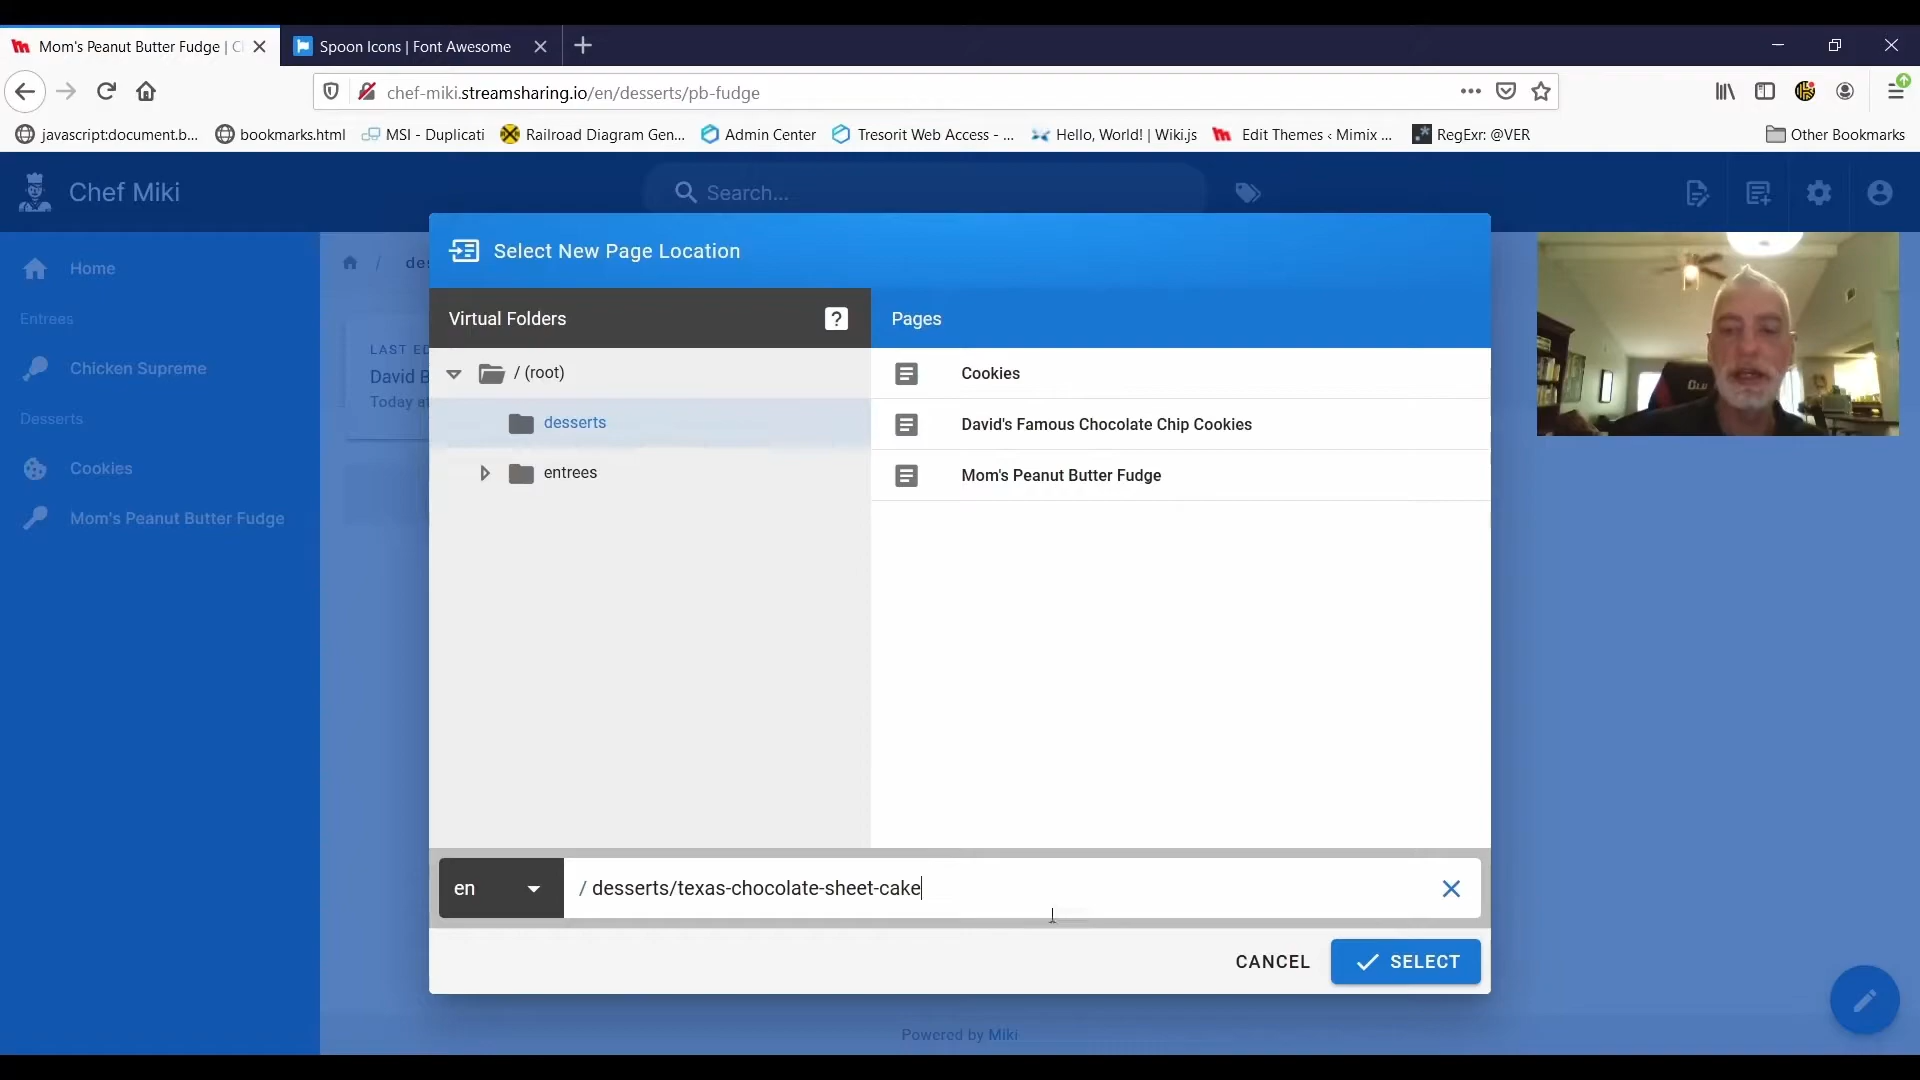 Mom's Peanut Butter Fudge | C
Spoon Icons | Font Awesome
chef-miki.streamsharing.io/en/desserts/pb-fudge
javascript:document.b...
bookmarks.html
MSI - Duplicati
Railroad Diagram Gen...
Admin Center
Tresorit Web Access - ...
Hello, World! | Wiki.js
Edit Themes ‹ Mimix ...
RegExr: @VER
Other Bookmarks
Chef Miki
Search...
Home
Entrees
Chicken Supreme
Desserts
Cookies
Mom's Peanut Butter Fudge
/ des
LAST ED
David B
Today at
Select New Page Location
Virtual Folders
?
Pages
/ (root)
desserts
entrees
Cookies
David's Famous Chocolate Chip Cookies
Mom's Peanut Butter Fudge
en
/ desserts/texas-chocolate-sheet-cake
CANCEL
SELECT
Powered by Miki